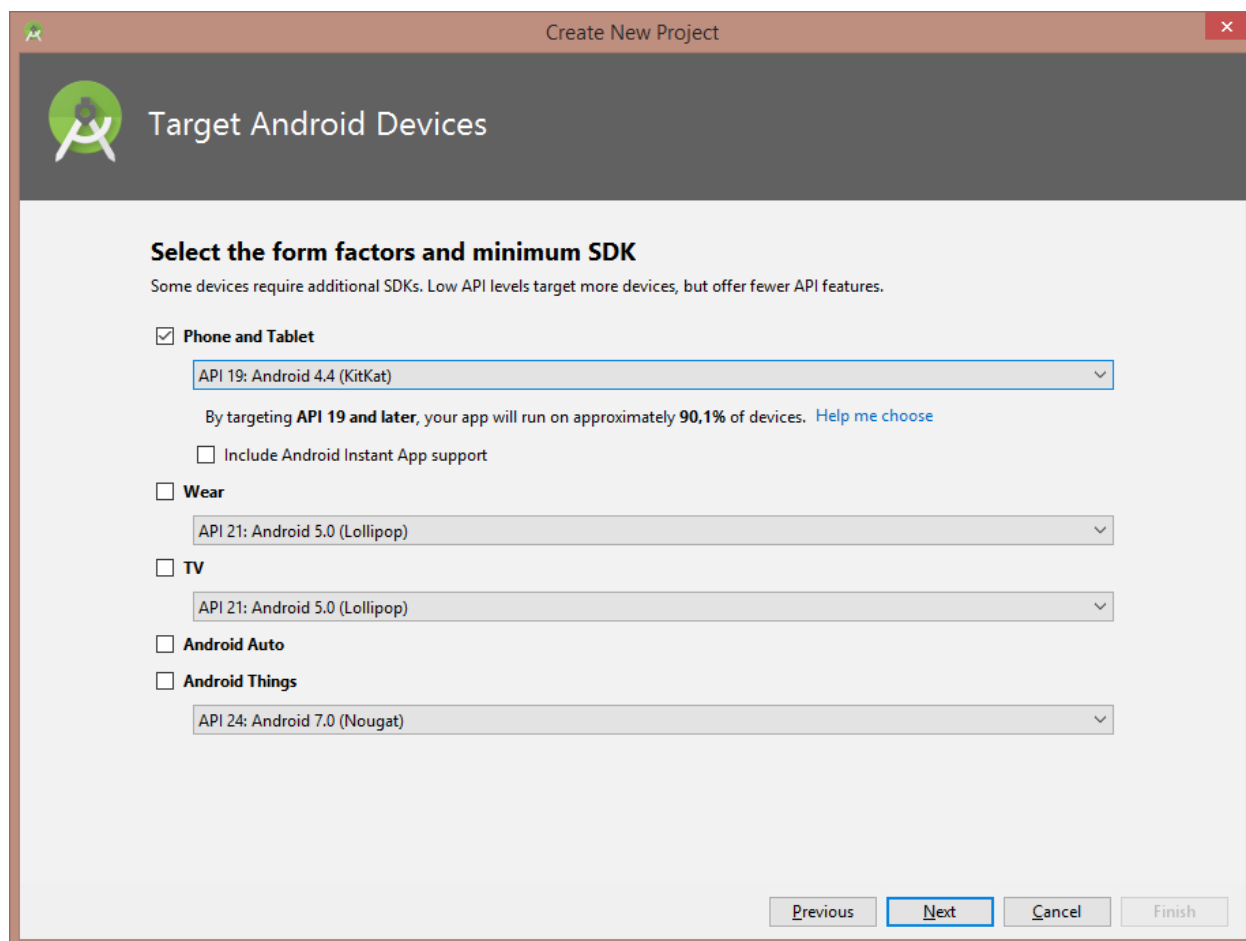 Create New Project
Target Android Devices
Select the form factors and minimum SDK
Some devices require additional SDKs. Low API levels target more devices, but offer fewer API features.
Phone and Tablet
API 19: Android 4.4 (KitKat)
By targeting API 19 and later, your app will run on approximately 90,1% of devices. Help me choose
Include Android Instant App support
Wear
API 21: Android 5.0 (Lollipop)
TV
API 21: Android 5.0 (Lollipop)
Android Auto
Android Things
API 24: Android 7.0 (Nougat)
Previous Next Cancel Finish